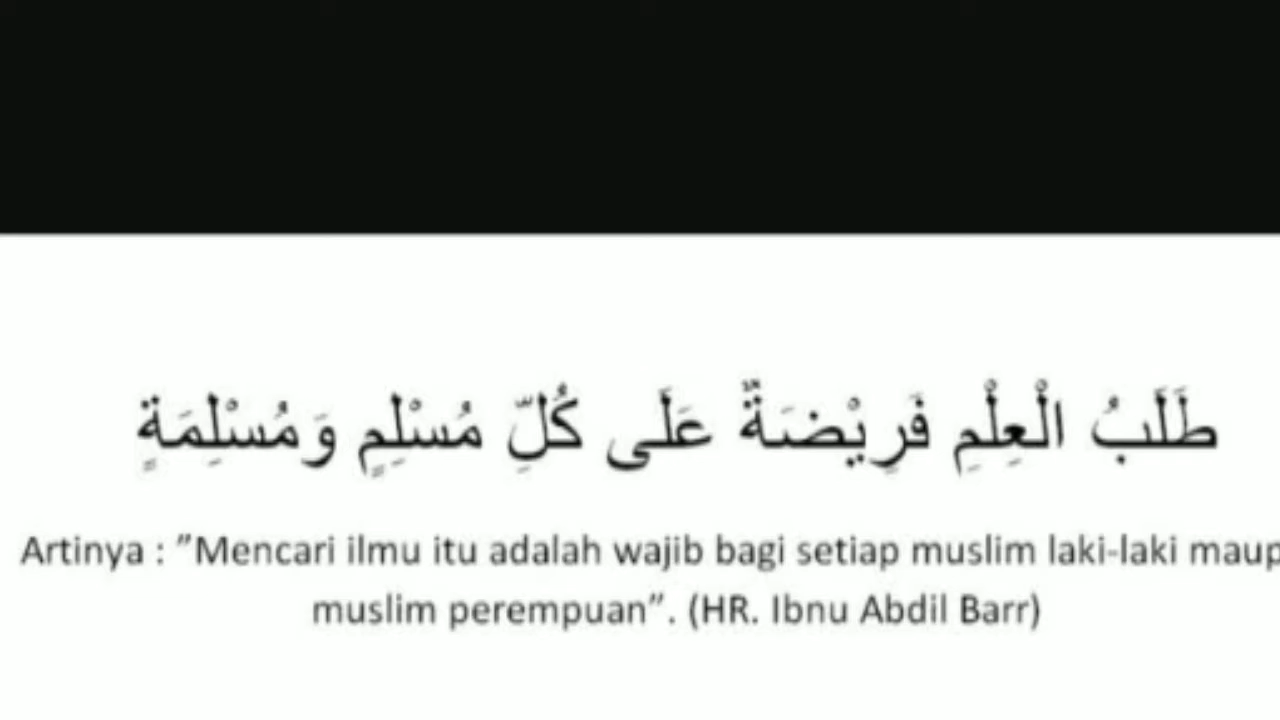 طَلَبُ الْعِلْمِ فَرِيْضَةٌ عَلَى كُلِّ مُسْلِمٍ وَمُسْلِمَةٍ
Artinya : "Mencari ilmu itu adalah wajib bagi setiap muslim laki-laki maup
muslim perempuan". (HR. Ibnu Abdil Barr)